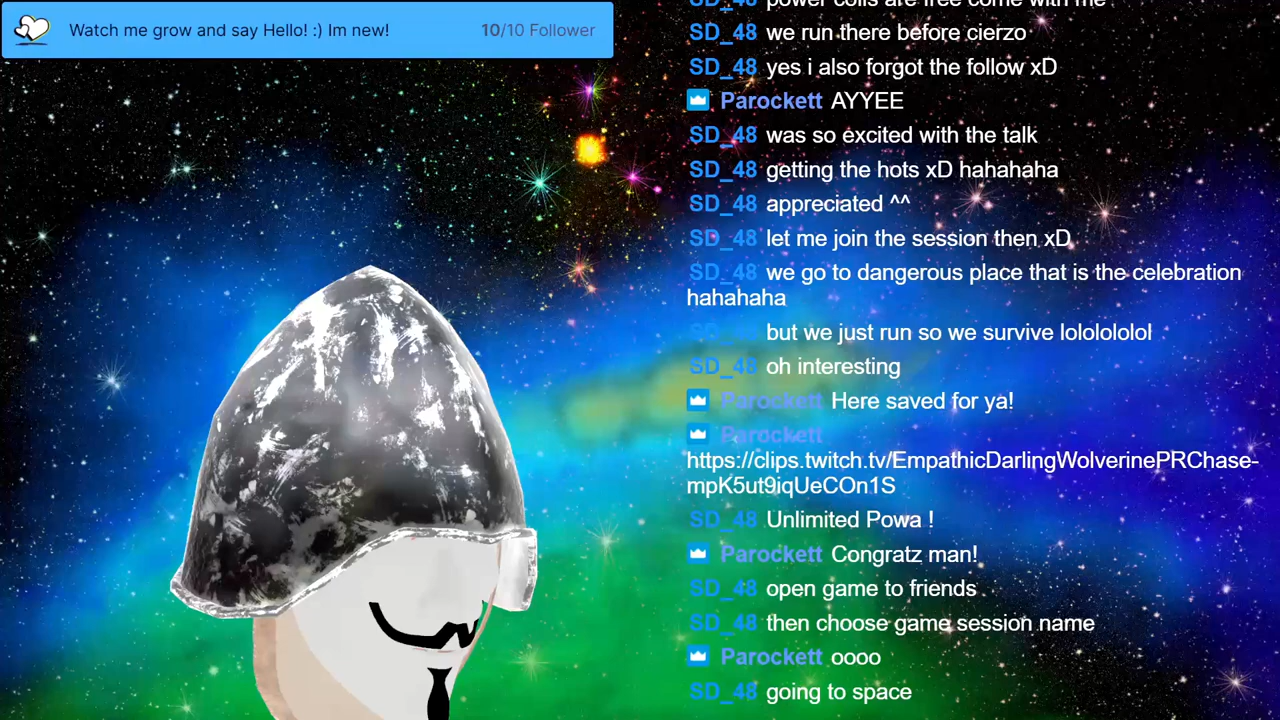 Watch me grow and say Hello! :) Im new!
10/10 Follower
SD_48 power coils are free come with me
SD_48 we run there before cierzo
SD_48 yes i also forgot the follow xD
Parockett AYYEE
SD_48 was so excited with the talk
SD_48 getting the hots xD hahahaha
SD_48 appreciated ^^
SD_48 let me join the session then xD
SD_48 we go to dangerous place that is the celebration
hahahaha
SD_48 but we just run so we survive lolololololol
SD_48 oh interesting
Parockett Here saved for ya!
Parockett
https://clips.twitch.tv/EmpathicDarlingWolverinePRChase-
mpK5ut9iqUeCOn1S
SD_48 Unlimited Powa !
Parockett Congratz man!
SD_48 open game to friends
SD_48 then choose game session name
Parockett oooo
SD_48 going to space